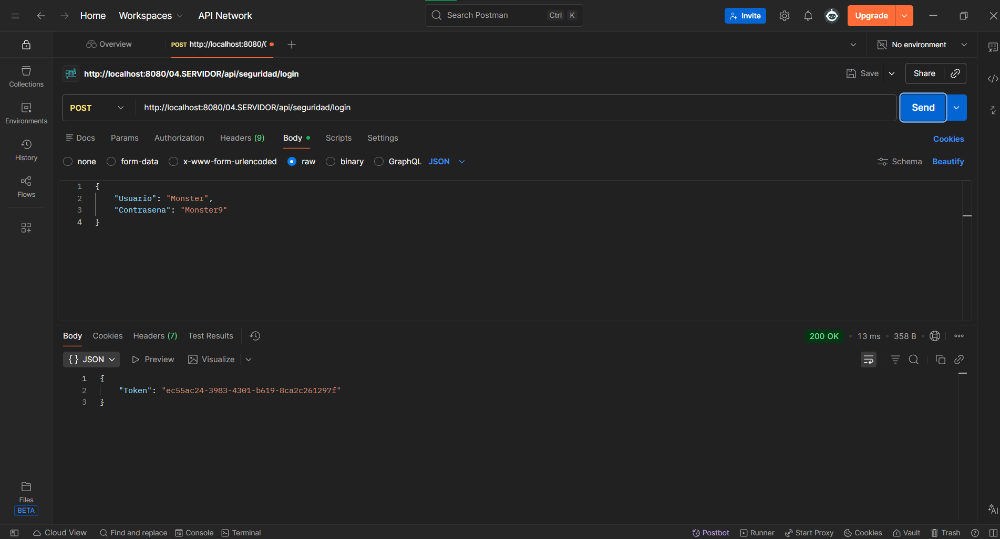 Home Workspaces API Network Search Postman Ctrl K Invite Upgrade
Overview POST http://localhost:8080/( No environment
HTTP http://localhost:8080/04.SERVIDOR/api/seguridad/login Save Share
POST http://localhost:8080/04.SERVIDOR/api/seguridad/login Send
Docs Params Authorization Headers (9) Body Scripts Settings Cookies
none form-data x-www-form-urlencoded raw binary GraphQL JSON Schema Beautify
Collections
Environments
History
Flows
1 {
2 "Usuario": "Monster",
3 "Contrasena": "Monster9"
4 }
Body Cookies Headers (7) Test Results 200 OK 13 ms 358 B
{} JSON Preview Visualize
1 {
2 "Token": "ec55ac24-3983-4301-b619-8ca2c261297f"
3 }
Files
BETA
AI
Cloud View Find and replace Console Terminal Postbot Runner Start Proxy Cookies Vault Trash